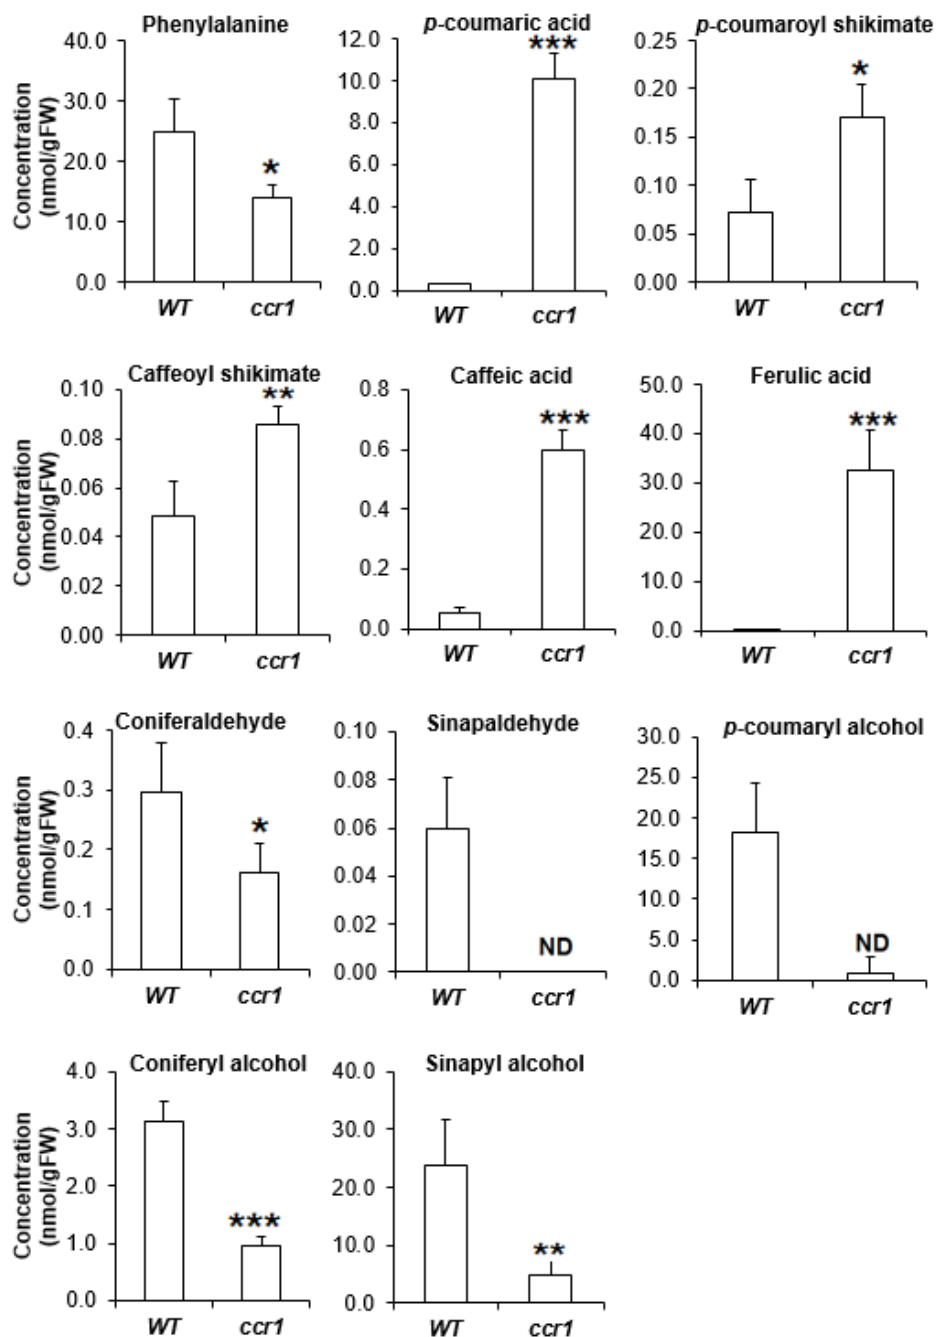 Phenylalanine
Concentration
(nmol/gFW)
40.0
30.0
20.0
10.0
0.0
*
WT
ccr1
p-coumaric acid
12.0
10.0
8.0
6.0
4.0
2.0
0.0
***
WT
ccr1
p-coumaroyl shikimate
0.25
0.20
0.15
0.10
0.05
0.00
*
WT
ccr1
Caffeoyl shikimate
Concentration
(nmol/gFW)
0.10
0.08
0.06
0.04
0.02
0.00
**
WT
ccr1
Caffeic acid
0.8
0.6
0.4
0.2
0.0
***
WT
ccr1
Ferulic acid
50.0
40.0
30.0
20.0
10.0
0.0
***
WT
ccr1
Coniferaldehyde
Concentration
(nmol/gFW)
0.4
0.3
0.2
0.1
0.0
*
WT
ccr1
Sinapaldehyde
0.10
0.08
0.06
0.04
0.02
0.00
ND
WT
ccr1
p-coumaryl alcohol
30.0
25.0
20.0
15.0
10.0
5.0
0.0
ND
WT
ccr1
Coniferyl alcohol
Concentration
(nmol/gFW)
4.0
3.0
2.0
1.0
0.0
***
WT
ccr1
Sinapyl alcohol
40.0
30.0
20.0
10.0
0.0
**
WT
ccr1